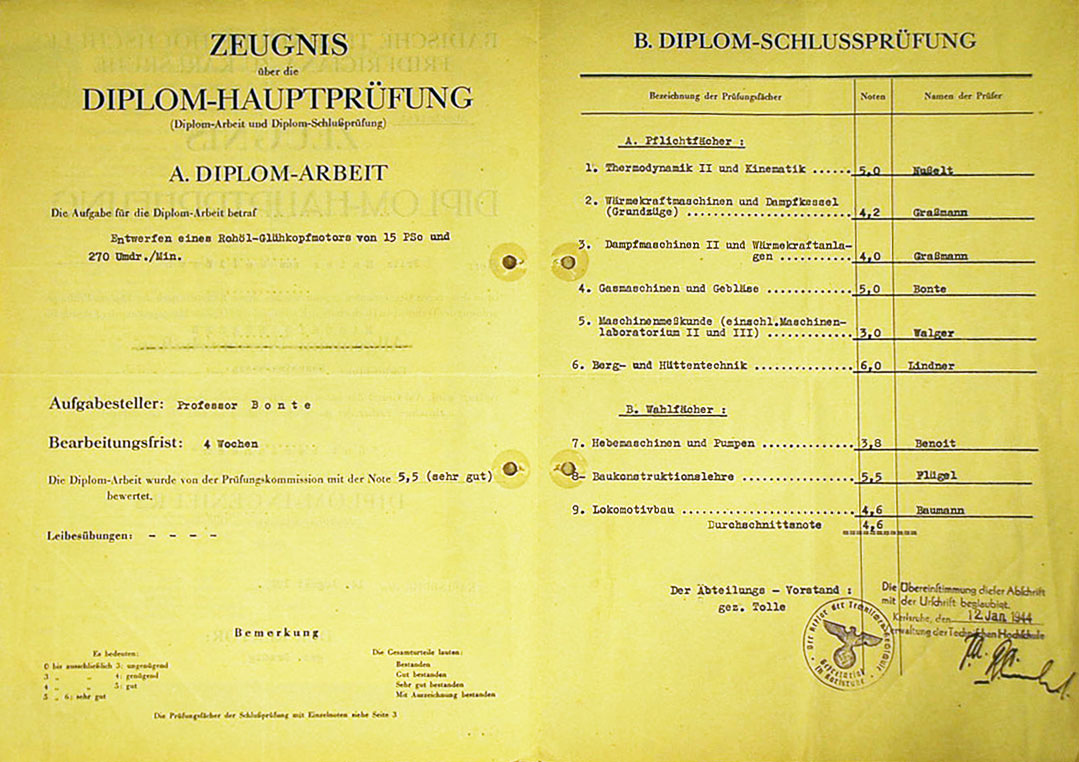 ZEUGNIS
über die
DIPLOM-HAUPTPRÜFUNG
(Diplom-Arbeit und Diplom-Schlußprüfung)
A. DIPLOM-ARBEIT
Die Aufgabe für die Diplom-Arbeit betraf
Entwerfen eines Rohöl-Glühkopfmotors von 15 PSe und
270 Umdr./Min.
Aufgabesteller: Professor Bonte
Bearbeitungsfrist: 4 Wochen
Die Diplom-Arbeit wurde von der Prüfungskommission mit der Note 5,5 (sehr gut)
bewertet.
Leibesübungen: - - - -
Bemerkung
Es bedeuten:
0 bis ausschließlich 3: ungenügend
3 „ „ 4: genügend
4 „ „ 5: gut
5 „ 6: sehr gut
Die Gesamturteile lauten:
Bestanden
Gut bestanden
Sehr gut bestanden
Mit Auszeichnung bestanden
Die Prüfungsfächer der Schlußprüfung mit Einzelnoten siehe Seite 3
B. DIPLOM-SCHLUSSPRÜFUNG
Bezeichnung der Prüfungsfächer Noten Namen der Prüfer
A. Pflichtfächer :
1. Thermodynamik II und Kinematik ...... 5,0 Nußelt
2. Wärmekraftmaschinen und Dampfkessel
(Grundzüge) ..................... 4,2 Graßmann
3. Dampfmaschinen II und Wärmekraftanla-
gen ........... 4,0 Graßmann
4. Gasmaschinen und Gebläse ............. 5,0 Bonte
5. Maschinenmeßkunde (einschl.Maschinen-
laboratorium II und III) ............ 3,0 Walger
6. Berg- und Hüttentechnik .............. 6,0 Lindner
B. Wahlfächer :
7. Hebemaschinen und Pumpen ............. 3,8 Benoit
8- Baukonstruktionslehre ................ 5,5 Flügel
9. Lokomotivbau ......................... 4,6 Baumann
Durchschnittsnote 4,6
Der Abteilungs - Vorstand :
gez. Tolle
Die Übereinstimmung dieser Abschrift
mit der Urschrift beglaubigt.
Karlsruhe, den 12 Jan 1944
Verwaltung der Technischen Hochschule
Sekretariat
in Karlsruhe